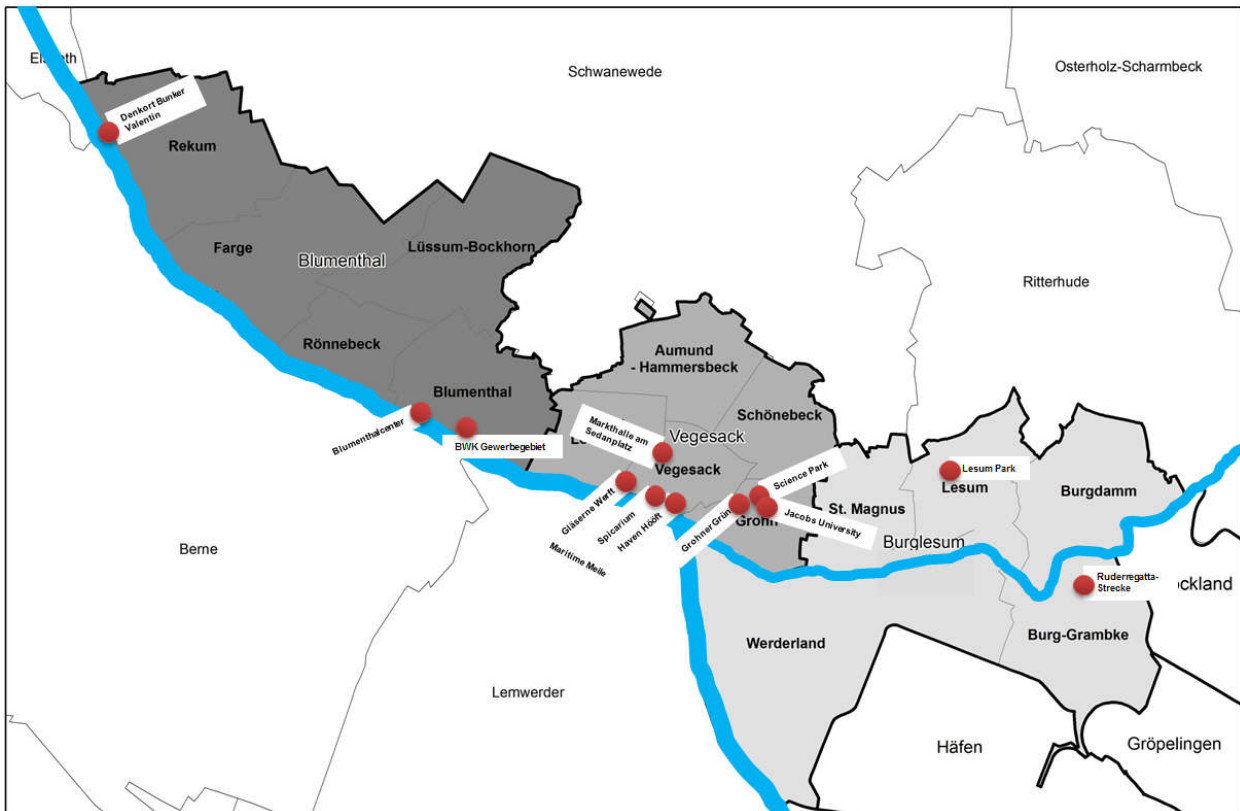 Schwanewede
Osterholz-Scharmbeck
Denkort Bunker
Valentin
Rekum
Farge
Blumenthal
Lüssum-Bockhorn
Ritterhude
Rönnebeck
Aumund
- Hammersbeck
Blumenthal
Schönebeck
Markthalle am
Sedanplatz
Vegesack
Blumenthalcenter
BWK Gewerbegebiet
Vegesack
Science Park
Lesum Park
Lesum
Burgdamm
Gläserne Werft
Spicarium
Haven Höoft
Maritime Meile
Grohner Grün
Grohn
Jacobs University
St. Magnus
Burglesum
Berne
Ruderregatta-
Strecke
ockland
Werderland
Burg-Grambke
Lemwerder
Häfen
Gröpelingen